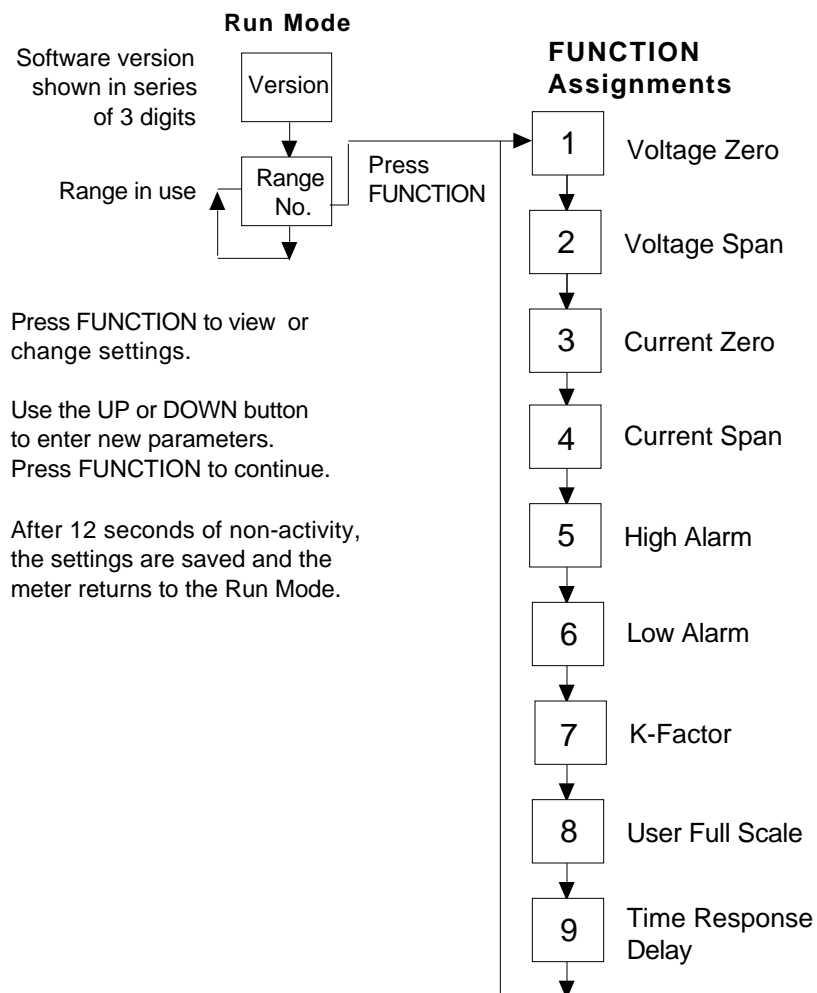 Run Mode
Software version
shown in series
of 3 digits
Version
Range in use
Range
No.
Press
FUNCTION
Press FUNCTION to view or
change settings.
Use the UP or DOWN button
to enter new parameters.
Press FUNCTION to continue.
After 12 seconds of non-activity,
the settings are saved and the
meter returns to the Run Mode.
FUNCTION
Assignments
1 Voltage Zero
2 Voltage Span
3 Current Zero
4 Current Span
5 High Alarm
6 Low Alarm
7 K-Factor
8 User Full Scale
9 Time Response
Delay